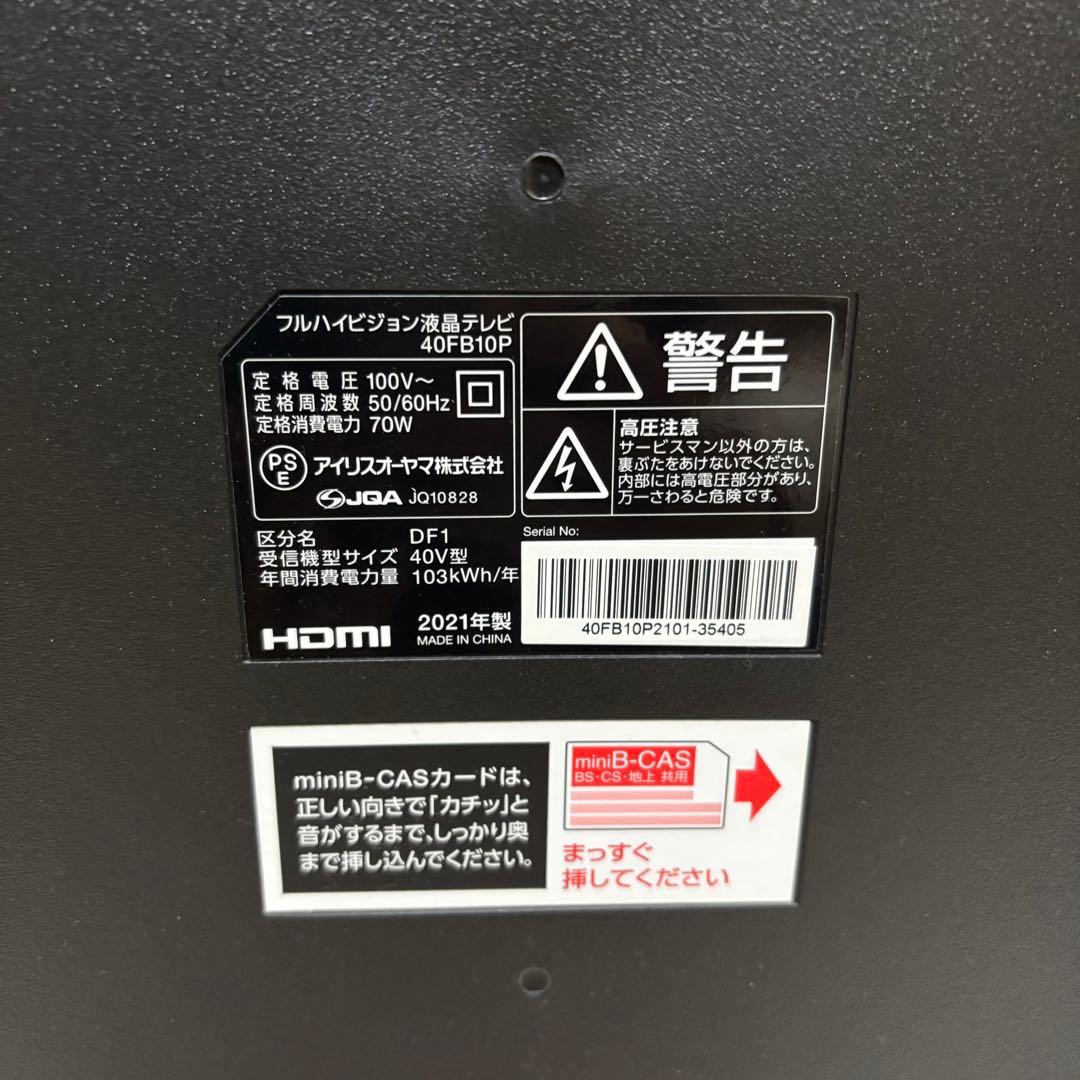 フルハイビジョン液晶テレビ
40FB10P
定格電圧 100V～
定格周波数 50/60Hz
定格消費電力 70W
PSE
アイリスオーヤマ株式会社
JQA JQ10828
区分名 DF1
受信機型サイズ 40V型
年間消費電力量 103kWh/年
HDMI
2021年製
MADE IN CHINA
警告
高圧注意
サービスマン以外の方は、
裏ぶたをあけないでください。
内部には高電圧部分があり、
万一さわると危険です。
Serial No:
40FB10P2101-35405
miniB-CASカードは、
正しい向きで「カチッ」と
音がするまで、しっかり奥
まで挿し込んでください。
miniB-CAS
BS・CS・地上 共用
まっすぐ
挿してください